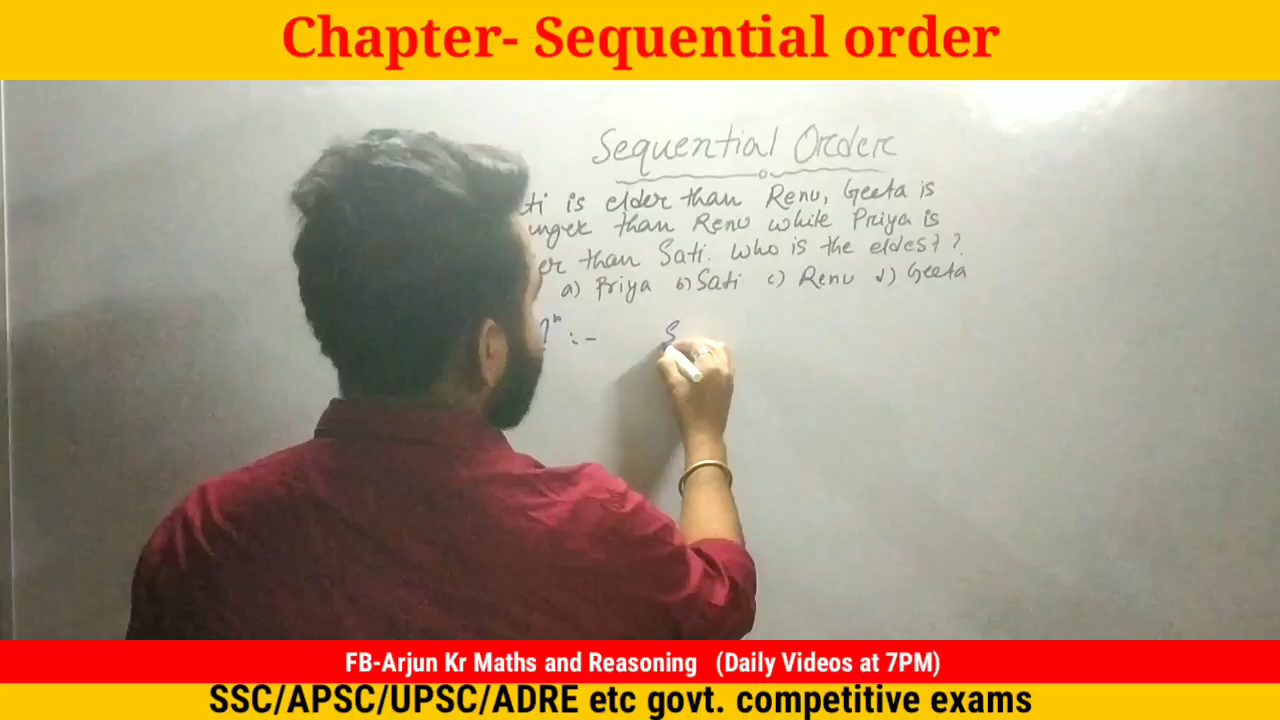 Chapter- Sequential order
Sequential Order
ti is elder than Renu, Geeta is
unger than Renu while Priya is
er than Sati. Who is the eldest?
a) Priya b) Sati c) Renu d) Geeta
:- S
FB-Arjun Kr Maths and Reasoning (Daily Videos at 7PM)
SSC/APSC/UPSC/ADRE etc govt. competitive exams